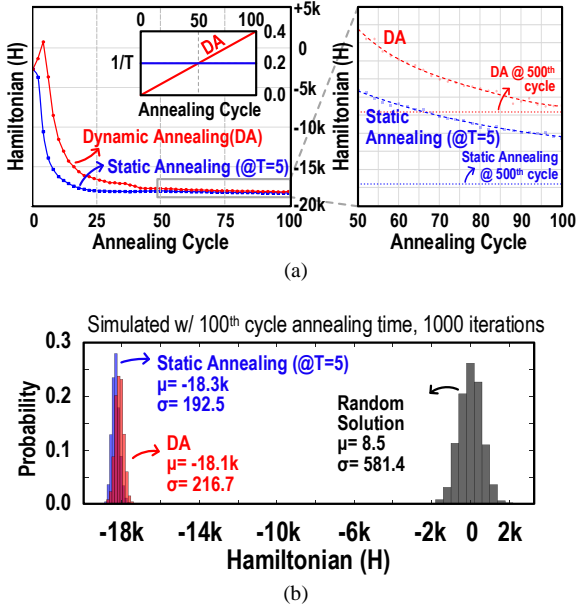 (a)
0 50 100
DA
1/T
0.4
0.2
0.0
Annealing Cycle
Hamiltonian (H)
Dynamic Annealing(DA)
Static Annealing (@T=5)
+5k
0
-5k
-10k
-15k
-20k
0 25 50 75 100
Annealing Cycle
Hamiltonian (H)
DA
DA @ 500th
cycle
Static
Annealing (@T=5)
Static Annealing
@ 500th cycle
50 60 70 80 90 100
Annealing Cycle
(a)
Simulated w/ 100th cycle annealing time, 1000 iterations
Probability
0.3
0.2
0.1
0.0
Static Annealing (@T=5)
μ= -18.3k
σ= 192.5
DA
μ= -18.1k
σ= 216.7
Random
Solution
μ= 8.5
σ= 581.4
-18k -14k -10k -6k -2k 0 2k
Hamiltonian (H)
(b)